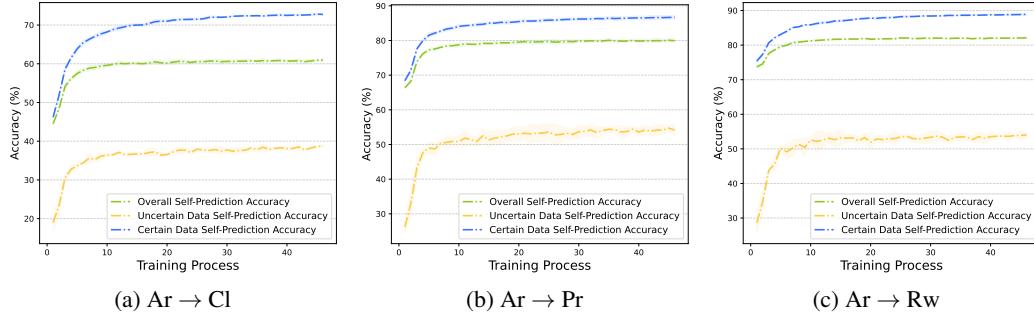 70
60
50
40
30
20
Accuracy (%)
0
10
20
30
40
Training Process
Overall Self-Prediction Accuracy
Uncertain Data Self-Prediction Accuracy
Certain Data Self-Prediction Accuracy
(a) Ar → Cl
90
80
70
60
50
40
30
Accuracy (%)
0
10
20
30
40
Training Process
Overall Self-Prediction Accuracy
Uncertain Data Self-Prediction Accuracy
Certain Data Self-Prediction Accuracy
(b) Ar → Pr
90
80
70
60
50
40
30
Accuracy (%)
0
10
20
30
40
Training Process
Overall Self-Prediction Accuracy
Uncertain Data Self-Prediction Accuracy
Certain Data Self-Prediction Accuracy
(c) Ar → Rw